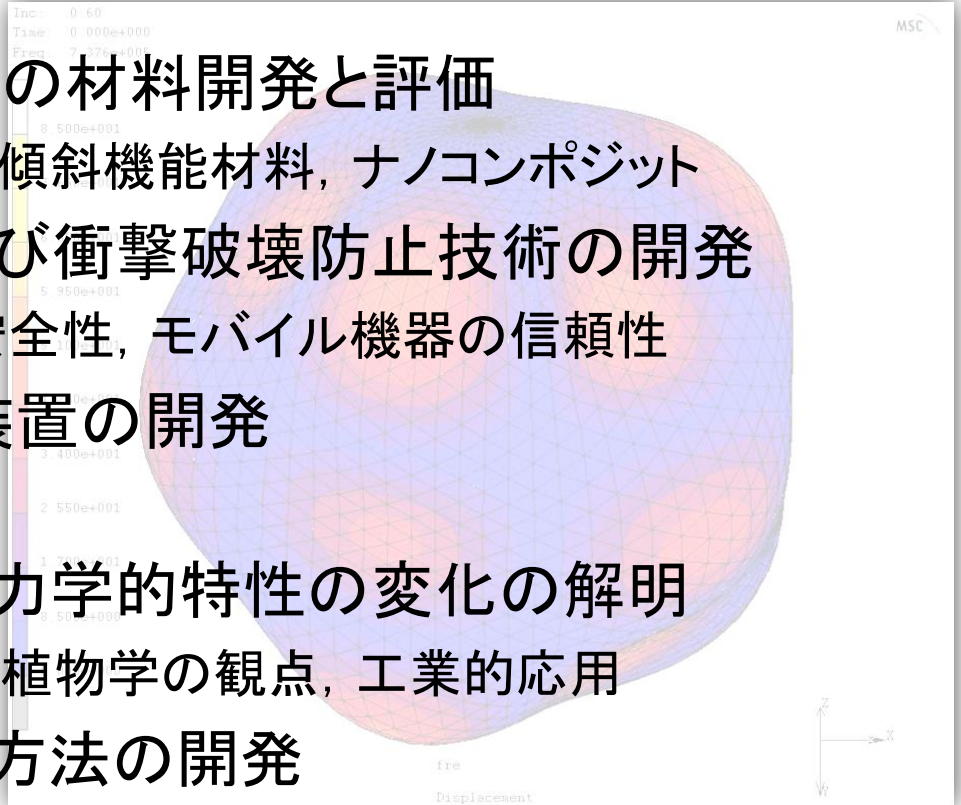 Inc: 0:60
Time: 0.000e+000
MSC
の材料開発と評価
8.500e+001
傾斜機能材料, ナノコンポジット
び衝撃破壊防止技術の開発
5.950e+001
全性, モバイル機器の信頼性
置の開発
3.400e+001
2.550e+001
力学的特性の変化の解明
植物学の観点, 工業的応用
方法の開発
fre
Displacement
Z
X
Y